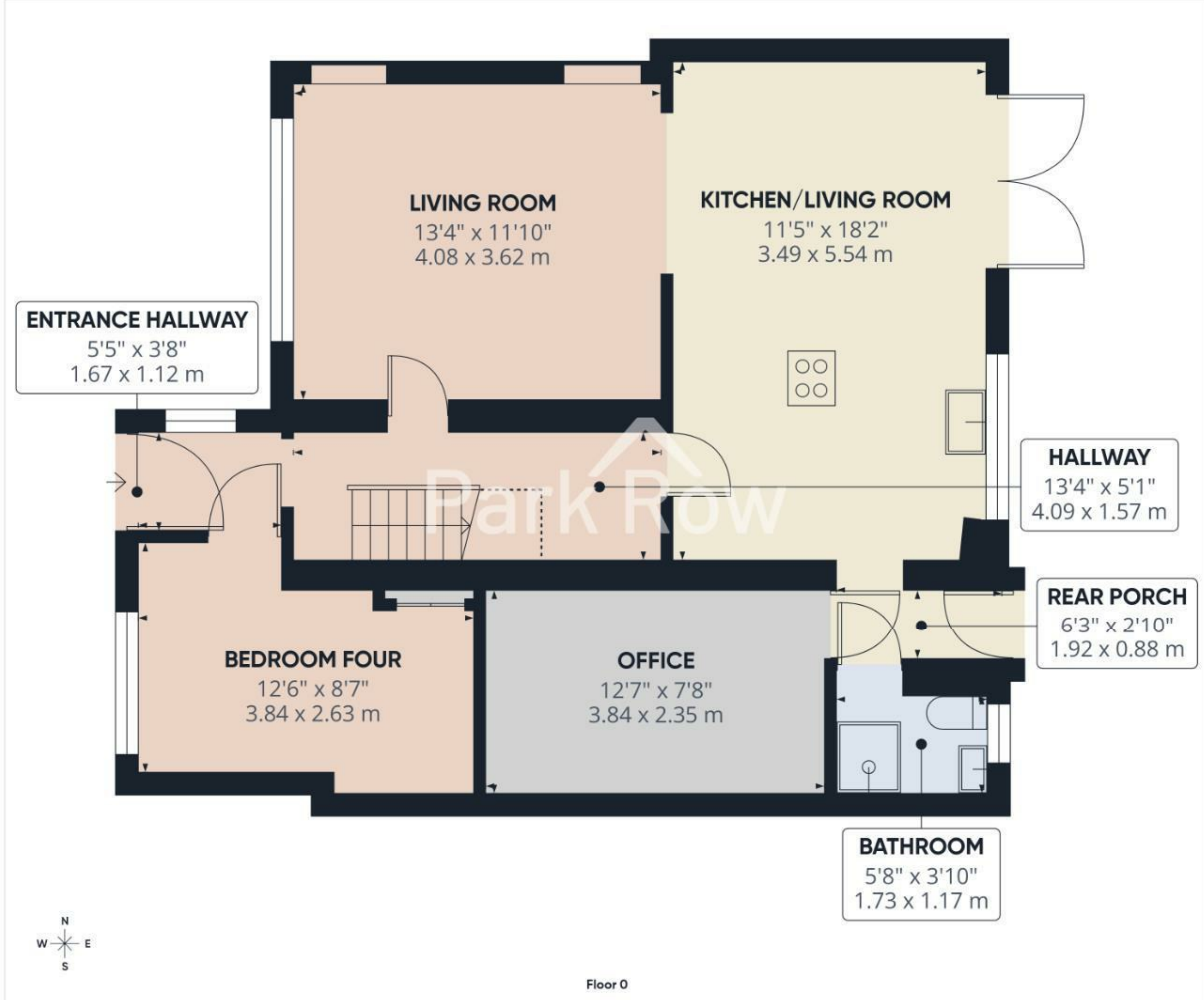 LIVING ROOM
13'4" x 11'10"
4.08 x 3.62 m
KITCHEN/LIVING ROOM
11'5" x 18'2"
3.49 x 5.54 m
ENTRANCE HALLWAY
5'5" x 3'8"
1.67 x 1.12 m
HALLWAY
13'4" x 5'1"
4.09 x 1.57 m
Park Row
REAR PORCH
6'3" x 2'10"
1.92 x 0.88 m
BEDROOM FOUR
12'6" x 8'7"
3.84 x 2.63 m
OFFICE
12'7" x 7'8"
3.84 x 2.35 m
BATHROOM
5'8" x 3'10"
1.73 x 1.17 m
N
W E
S
Floor 0